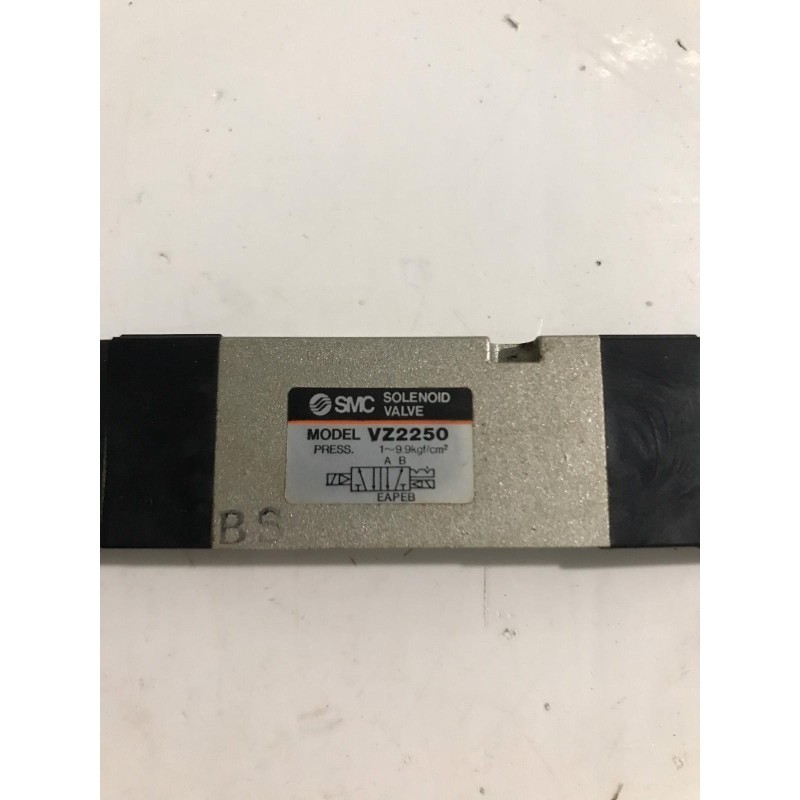 SMC SOLENOID VALVE
MODEL VZ2250
PRESS. 1~9.9kgf/cm²
A B
EAPEB
BS